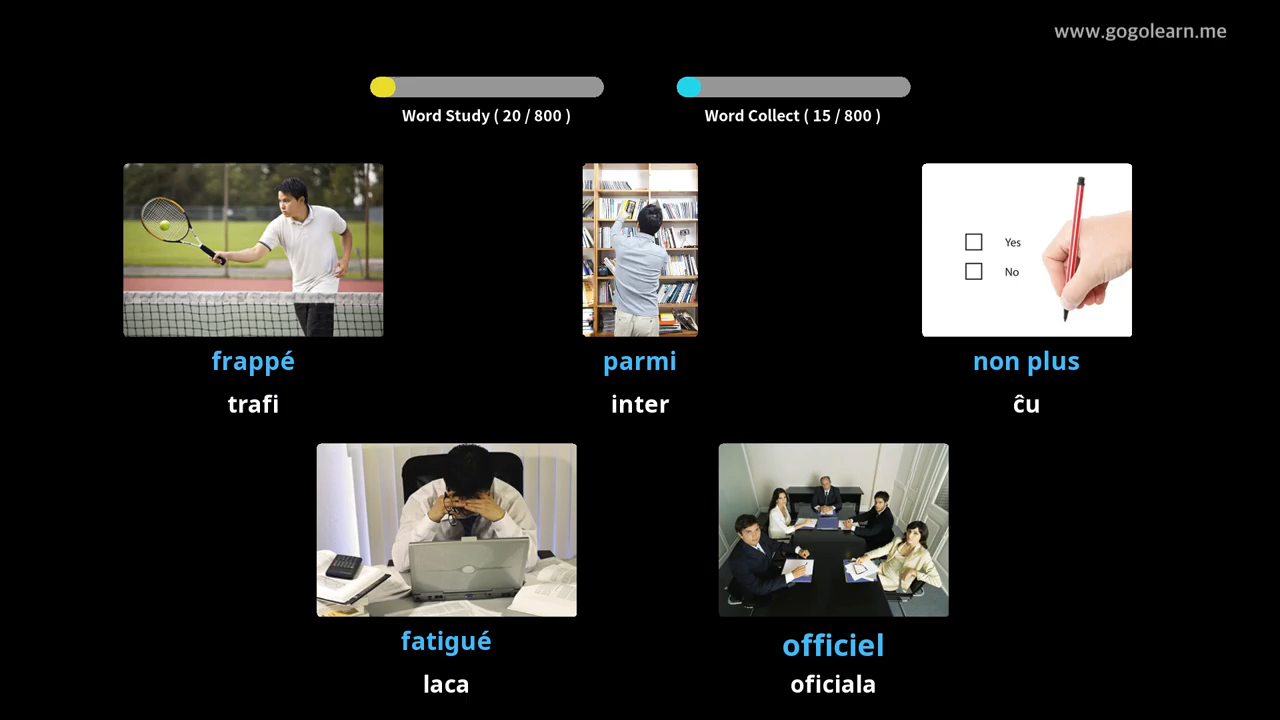 www.gogolearn.me
Word Study ( 20 / 800 )
Word Collect ( 15 / 800 )
Yes
No
frappé
parmi
non plus
trafi
inter
ĉu
fatigué
officiel
laca
oficiala